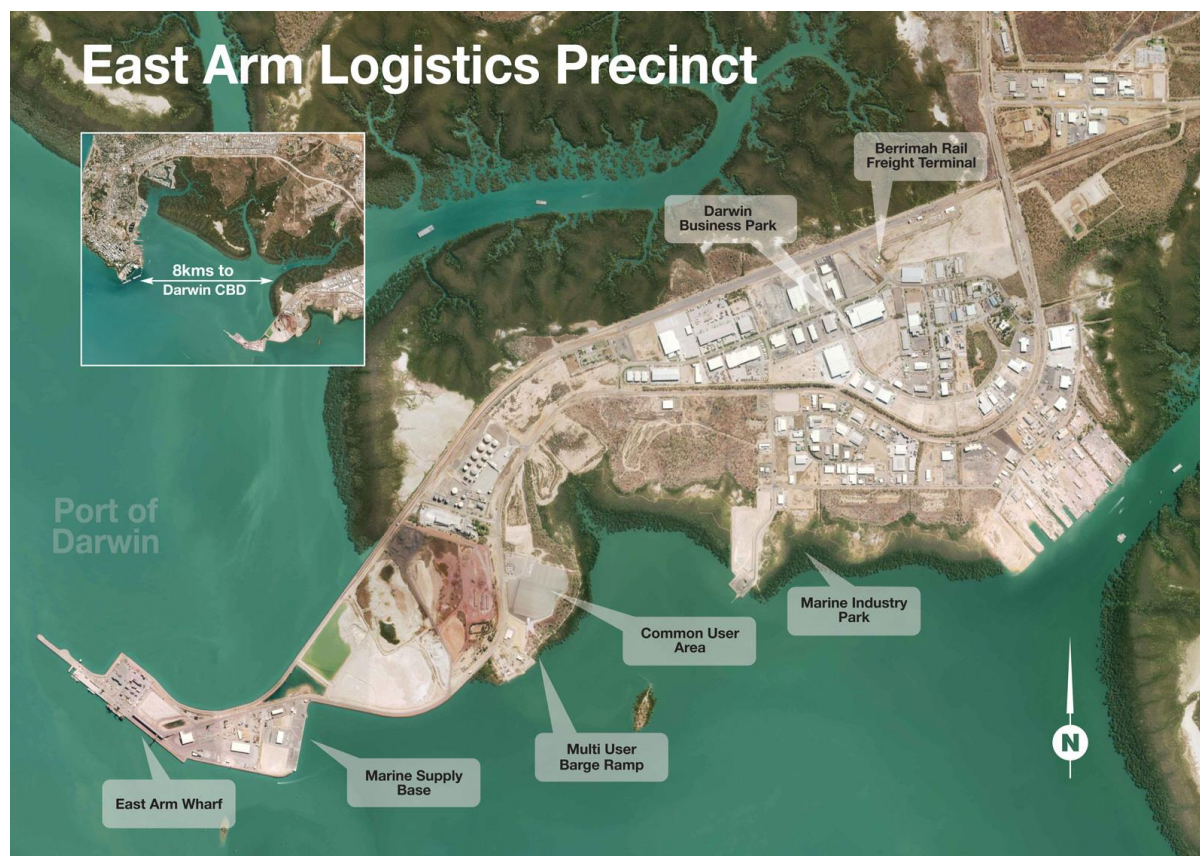 East Arm Logistics Precinct
8kms to
Darwin CBD
Berrimah Rail
Freight Terminal
Darwin
Business Park
Port of
Darwin
Marine Industry
Park
Common User
Area
Multi User
Barge Ramp
Marine Supply
Base
East Arm Wharf
N